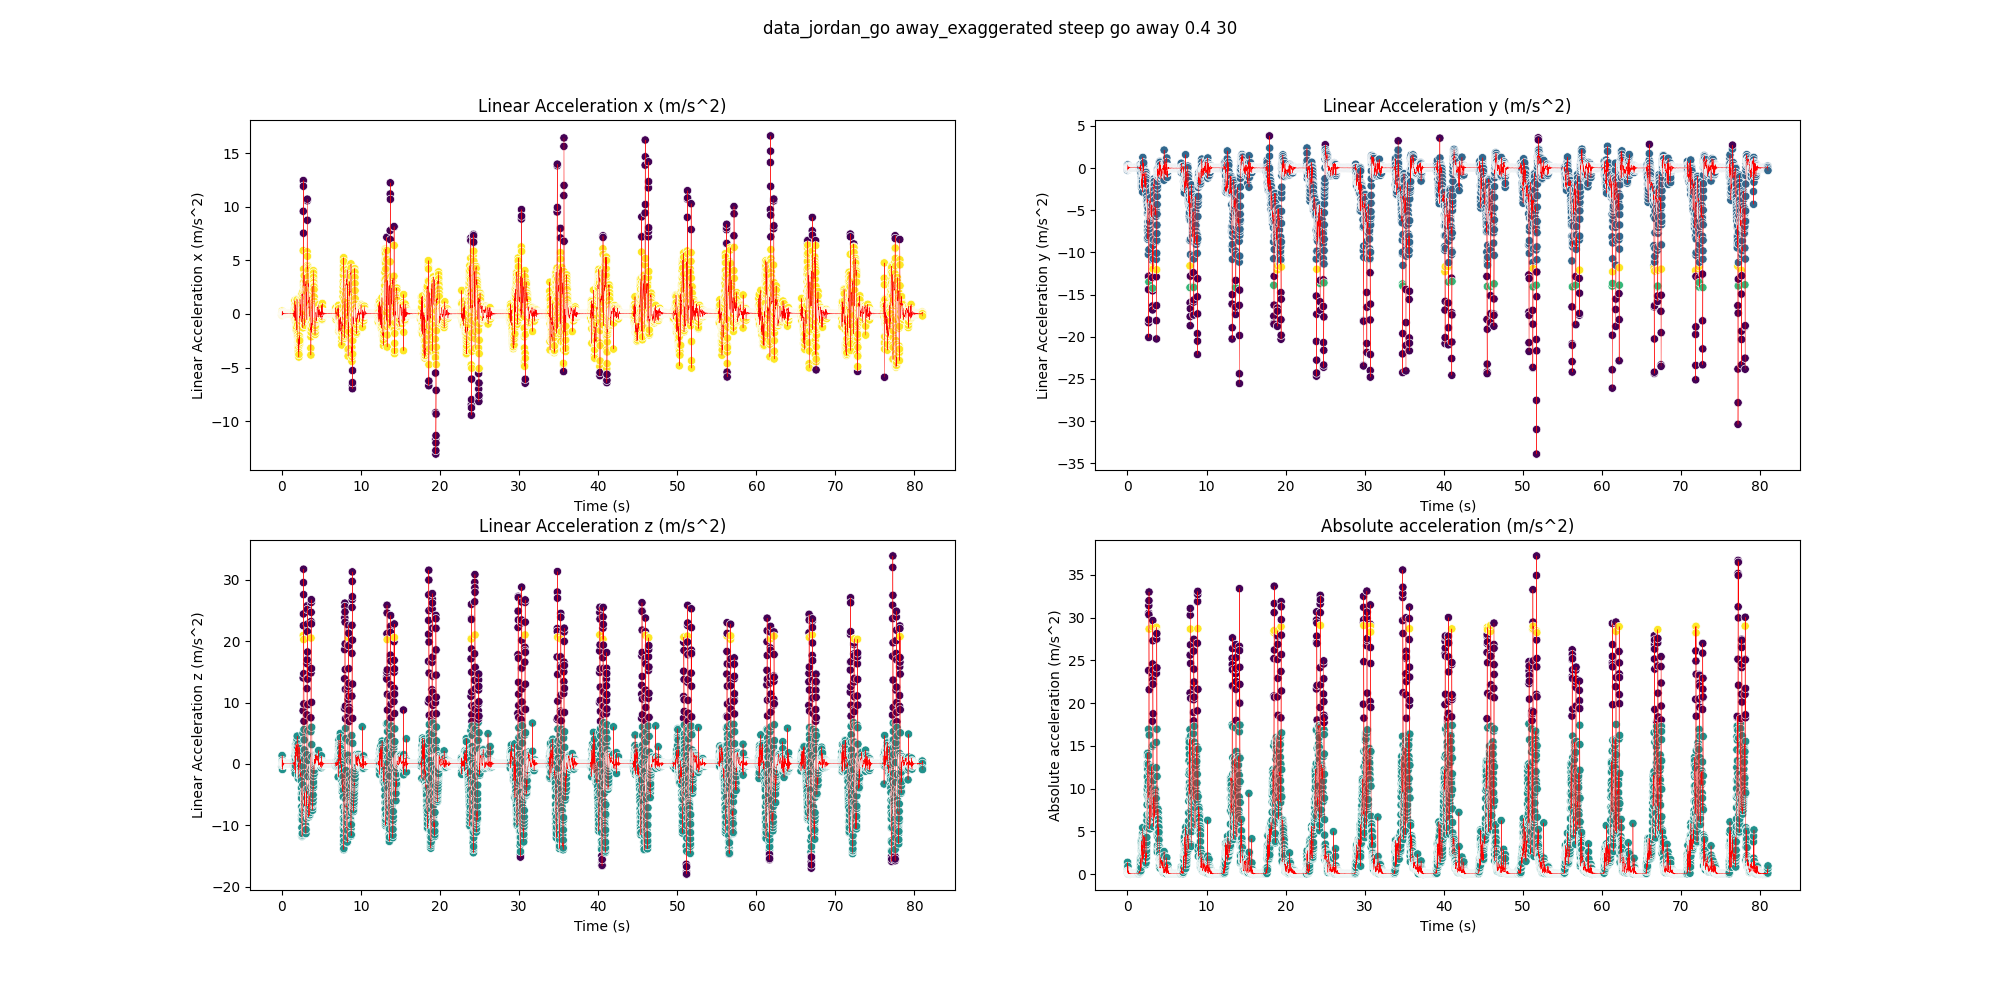 data_jordan_go away_exaggerated steep go away 0.4 30
Linear Acceleration x (m/s^2)
Linear Acceleration x (m/s^2)
15
10
5
0
−5
−10
0 10 20 30 40 50 60 70 80
Time (s)
Linear Acceleration y (m/s^2)
Linear Acceleration y (m/s^2)
5
0
−5
−10
−15
−20
−25
−30
−35
0 10 20 30 40 50 60 70 80
Time (s)
Linear Acceleration z (m/s^2)
Linear Acceleration z (m/s^2)
30
20
10
0
−10
−20
0 10 20 30 40 50 60 70 80
Time (s)
Absolute acceleration (m/s^2)
Absolute acceleration (m/s^2)
35
30
25
20
15
10
5
0
0 10 20 30 40 50 60 70 80
Time (s)